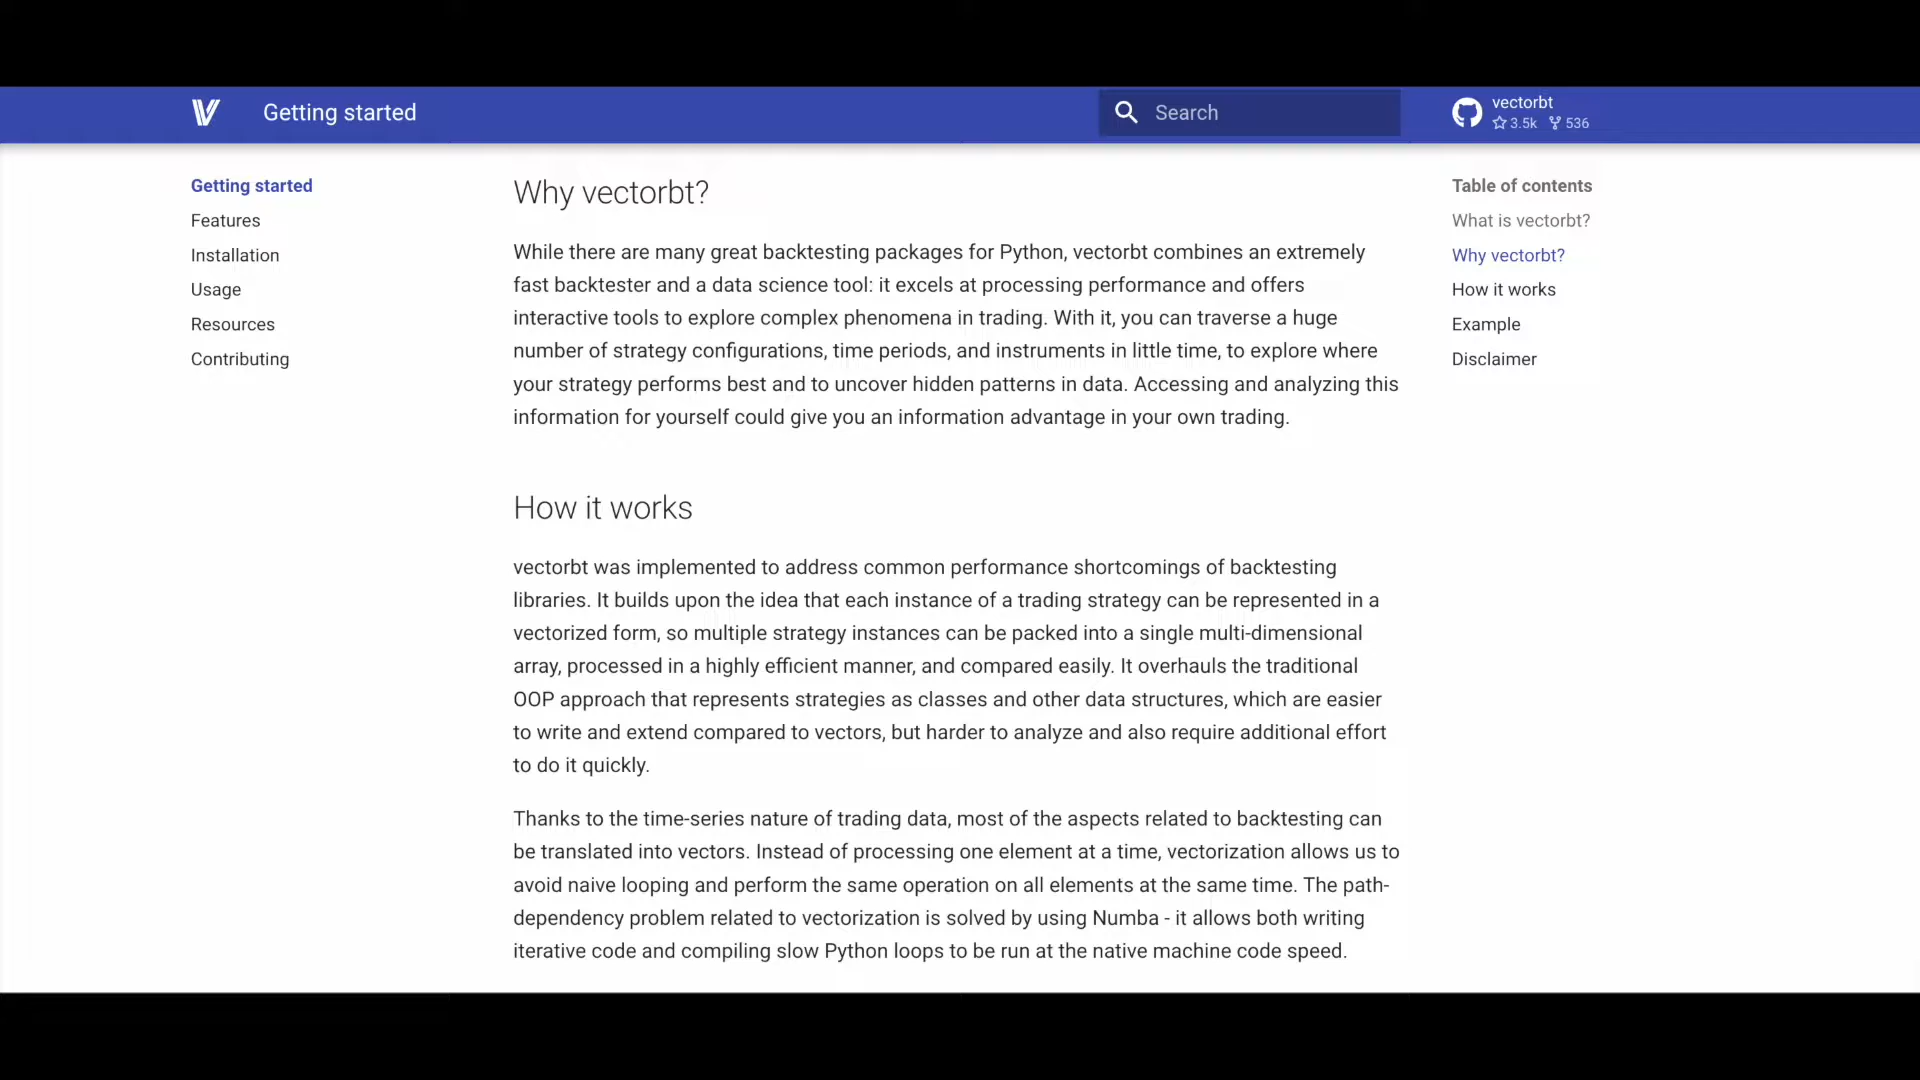 Getting started
Search
vectorbt
3.5k 536
Getting started
Features
Installation
Usage
Resources
Contributing
Why vectorbt?
While there are many great backtesting packages for Python, vectorbt combines an extremely
fast backtester and a data science tool: it excels at processing performance and offers
interactive tools to explore complex phenomena in trading. With it, you can traverse a huge
number of strategy configurations, time periods, and instruments in little time, to explore where
your strategy performs best and to uncover hidden patterns in data. Accessing and analyzing this
information for yourself could give you an information advantage in your own trading.
How it works
vectorbt was implemented to address common performance shortcomings of backtesting
libraries. It builds upon the idea that each instance of a trading strategy can be represented in a
vectorized form, so multiple strategy instances can be packed into a single multi-dimensional
array, processed in a highly efficient manner, and compared easily. It overhauls the traditional
OOP approach that represents strategies as classes and other data structures, which are easier
to write and extend compared to vectors, but harder to analyze and also require additional effort
to do it quickly.
Thanks to the time-series nature of trading data, most of the aspects related to backtesting can
be translated into vectors. Instead of processing one element at a time, vectorization allows us to
avoid naive looping and perform the same operation on all elements at the same time. The path-
dependency problem related to vectorization is solved by using Numba - it allows both writing
iterative code and compiling slow Python loops to be run at the native machine code speed.
Table of contents
What is vectorbt?
Why vectorbt?
How it works
Example
Disclaimer